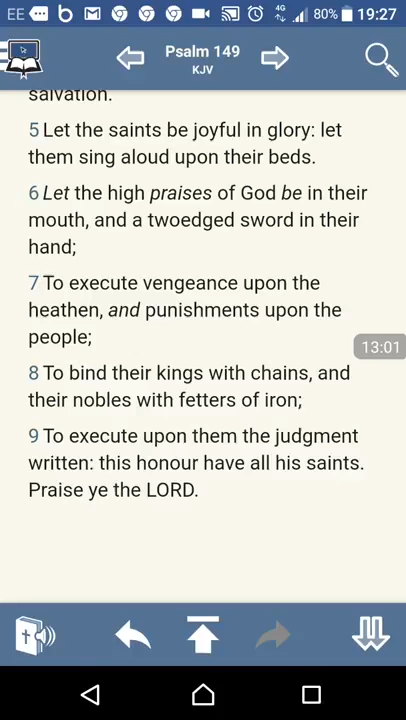 EE 4G 80% 19:27
Psalm 149
KJV
salvation.
5 Let the saints be joyful in glory: let
them sing aloud upon their beds.
6 Let the high praises of God be in their
mouth, and a twoedged sword in their
hand;
7 To execute vengeance upon the
heathen, and punishments upon the
people;
13:01
8 To bind their kings with chains, and
their nobles with fetters of iron;
9 To execute upon them the judgment
written: this honour have all his saints.
Praise ye the LORD.